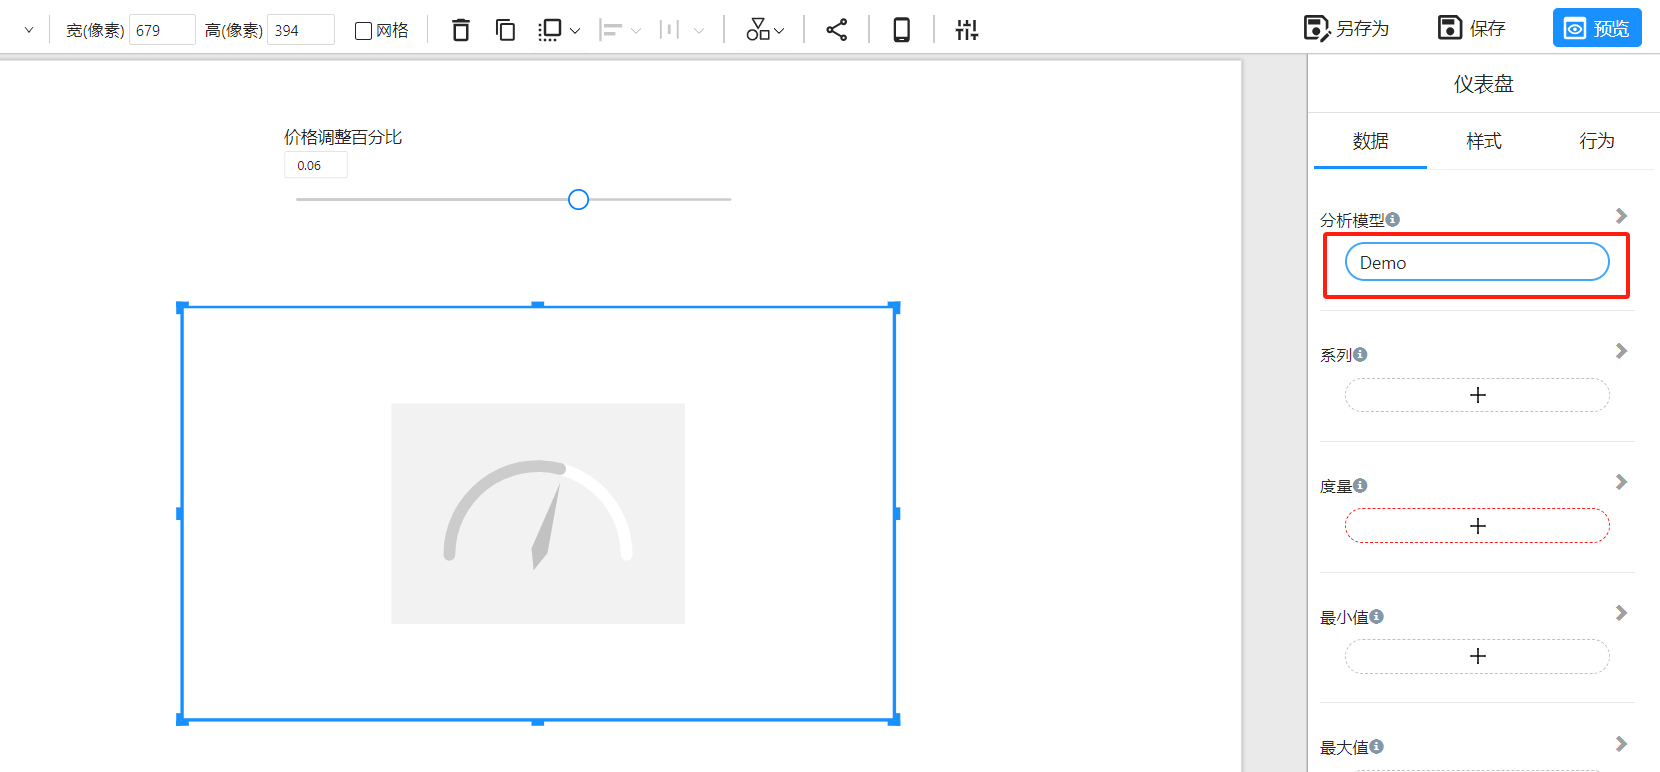 宽(像素) 679 高(像素) 394 网格 另存为 保存 预览
仪表盘
数据 样式 行为
价格调整百分比
0.06
分析模型
Demo
系列
度量
最小值
最大值